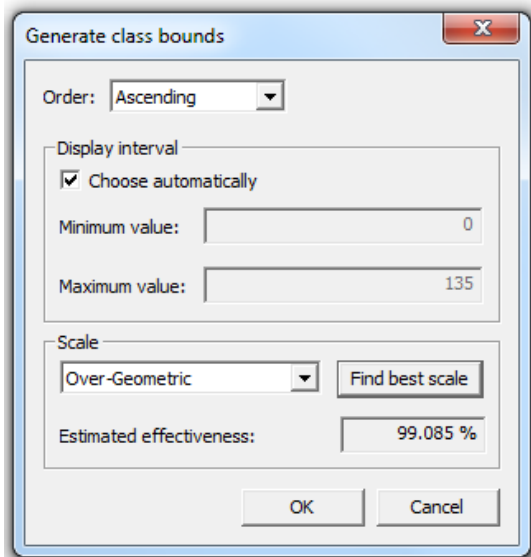 Generate class bounds
Order: Ascending
Display interval
Choose automatically
Minimum value: 0
Maximum value: 135
Scale
Over-Geometric Find best scale
Estimated effectiveness: 99.085 %
OK Cancel